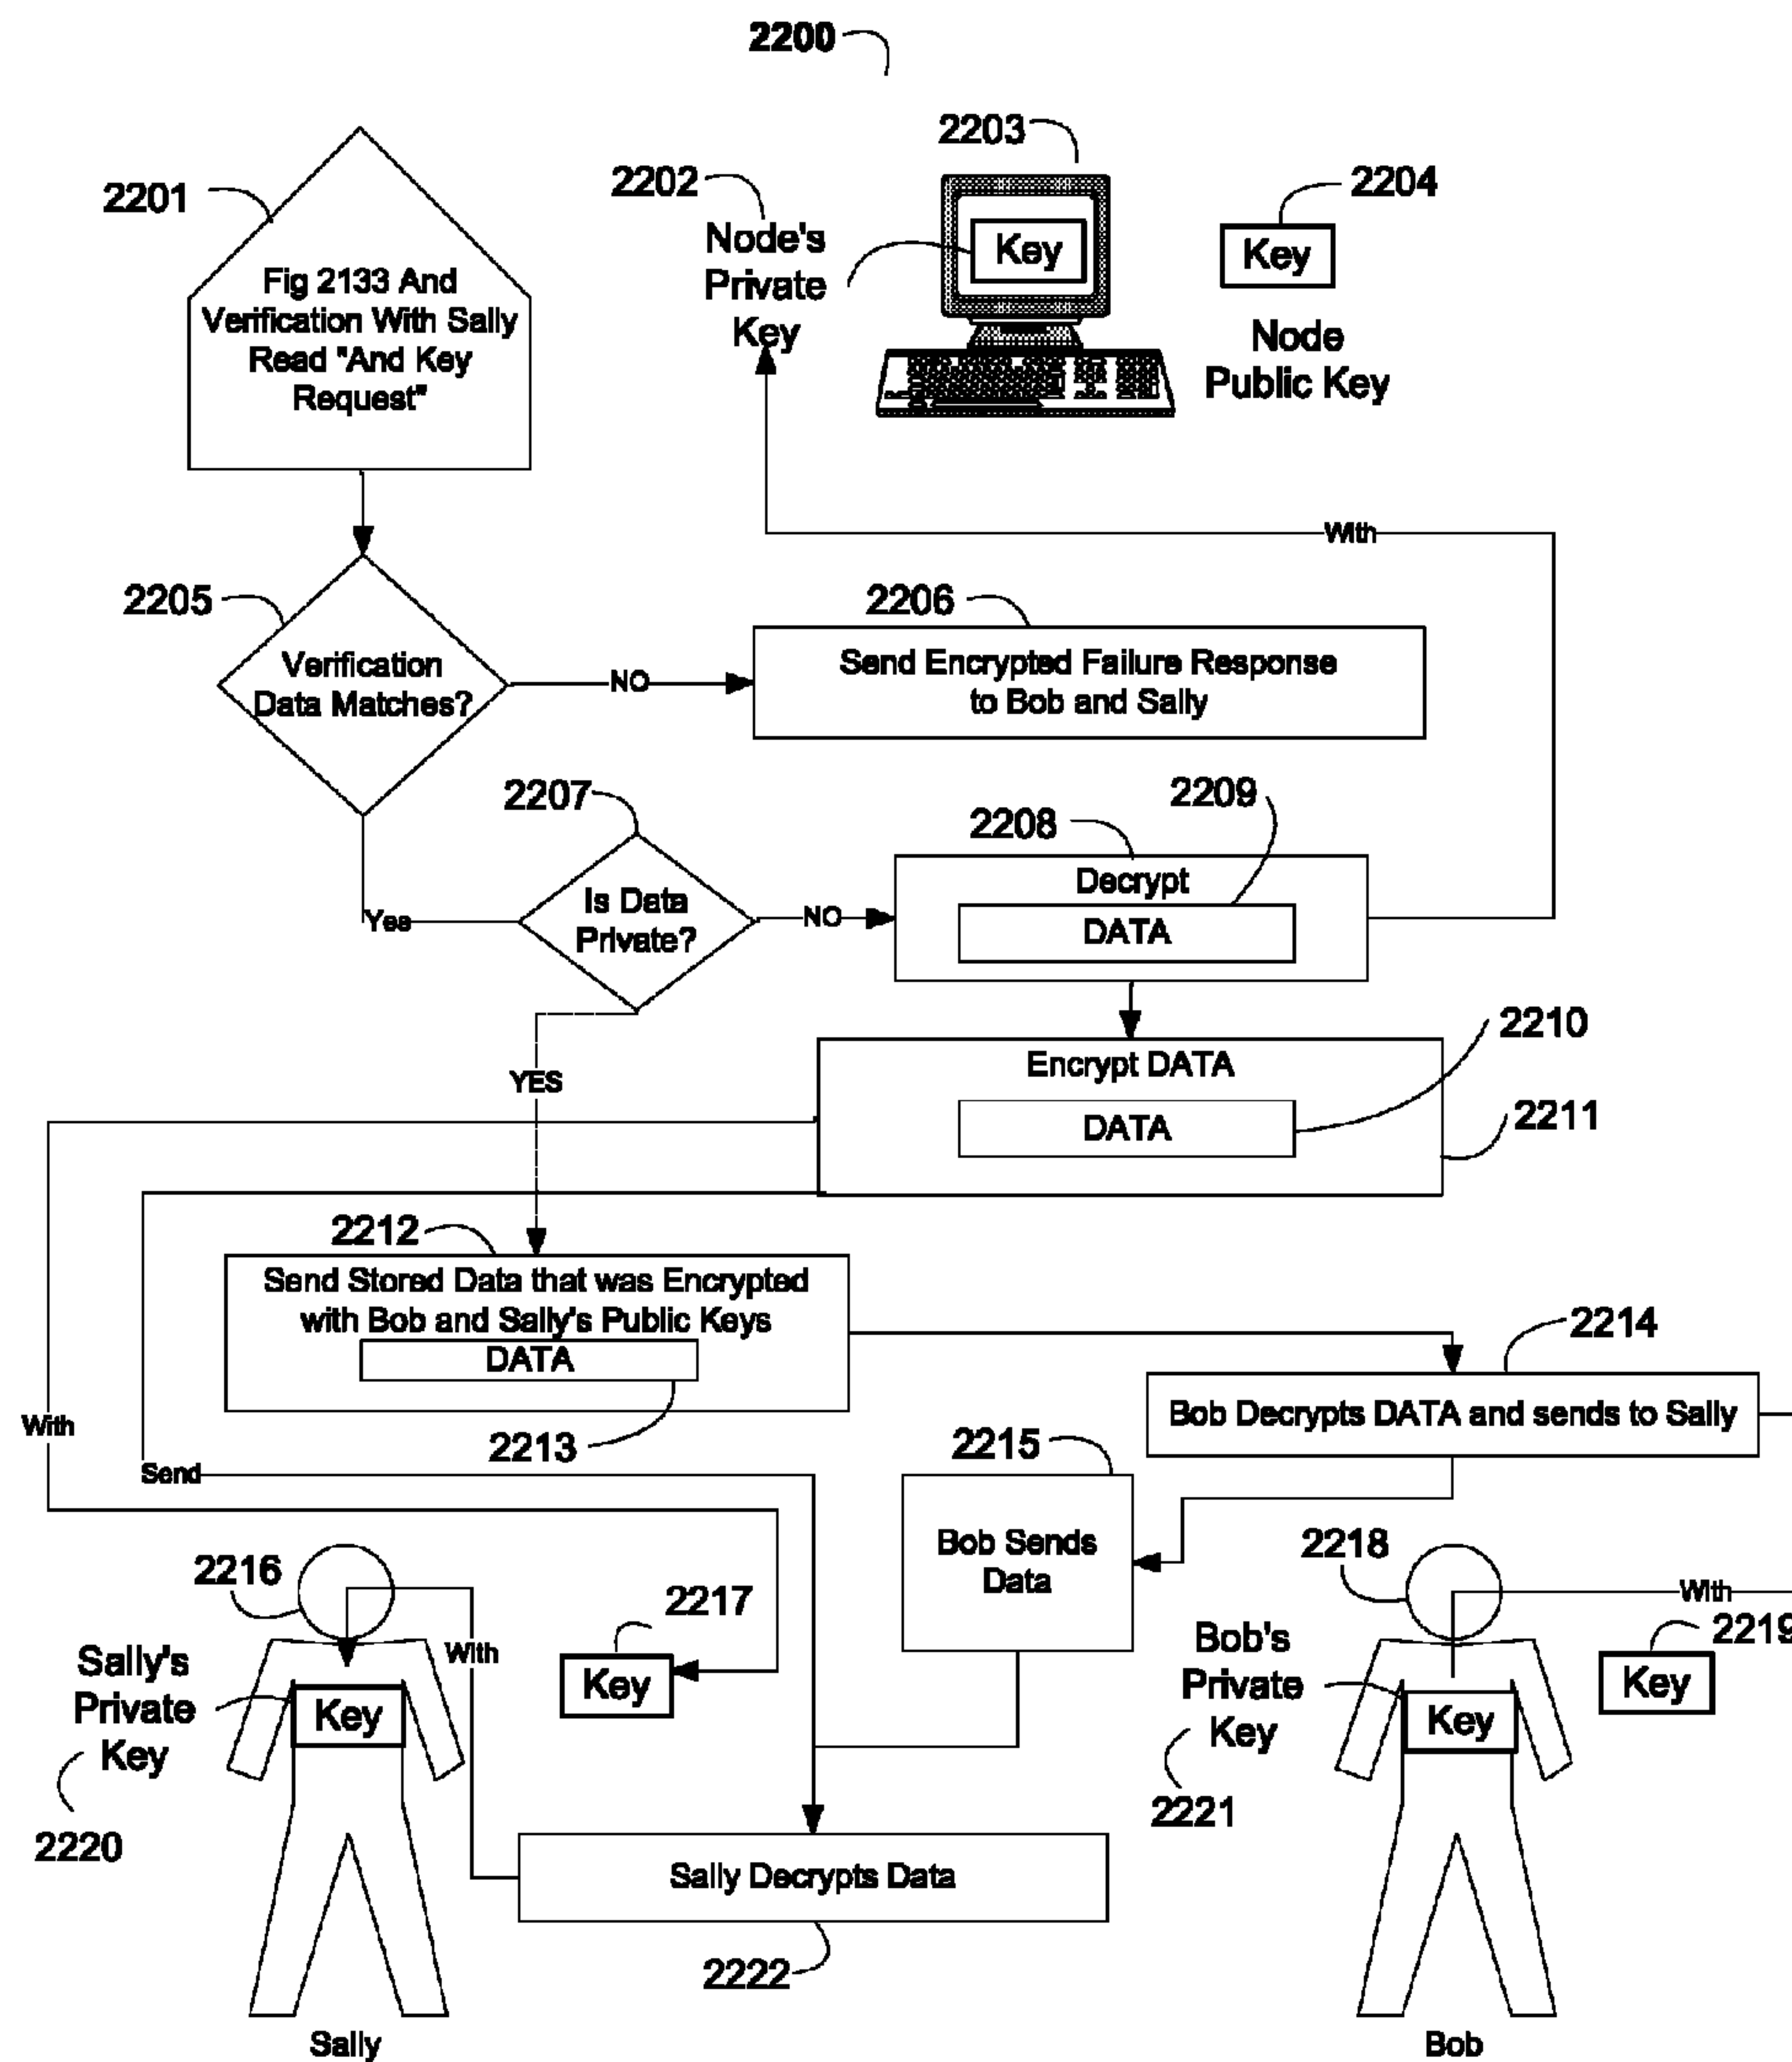 2200
2203
2201
2202
2204
Node's
Private
Key
Key
Key
Node
Public Key
Fig 2133 And
Verification With Sally
Read "And Key
Request"
With
2205
2206
Verification
Data Matches?
NO
Send Encrypted Failure Response
to Bob and Sally
2207
2208
2209
Yes
Is Data
Private?
NO
Decrypt
DATA
2210
Encrypt DATA
DATA
2211
YES
2212
Send Stored Data that was Encrypted
with Bob and Sally's Public Keys
DATA
2213
2214
Bob Decrypts DATA and sends to Sally
With
Send
2215
Bob Sends
Data
2216
2217
2218
With
2219
Sally's
Private
Key
With
Key
Key
Bob's
Private
Key
Key
Key
2220
2221
Sally Decrypts Data
2222
Sally
Bob